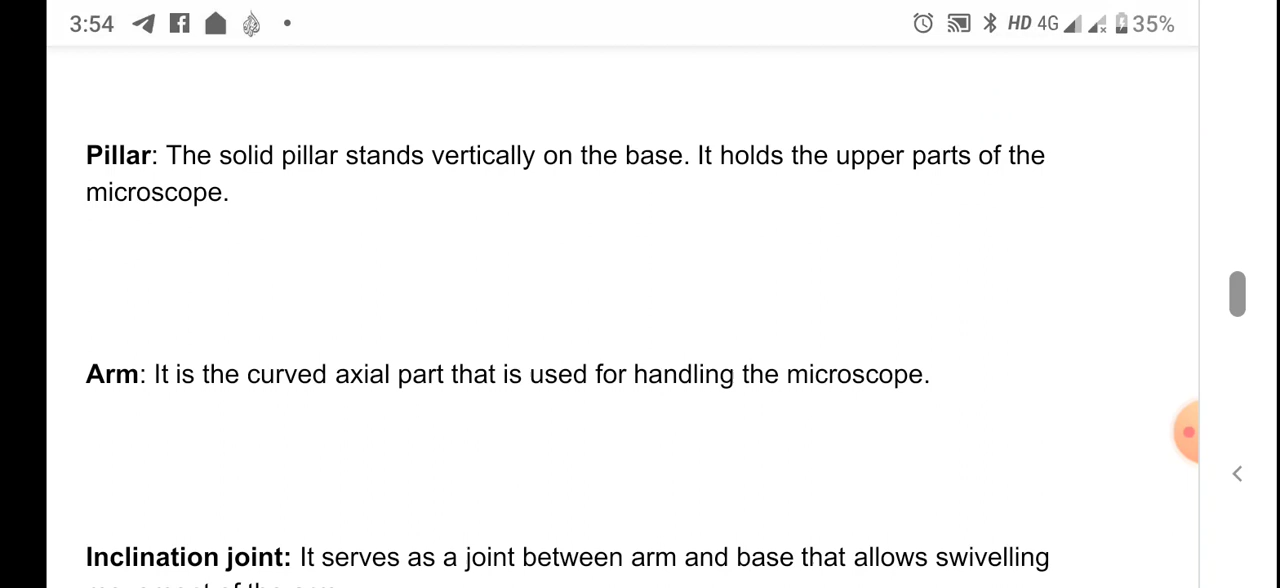 3:54 HD 4G 35%
Pillar: The solid pillar stands vertically on the base. It holds the upper parts of the
microscope.
Arm: It is the curved axial part that is used for handling the microscope.
Inclination joint: It serves as a joint between arm and base that allows swivelling